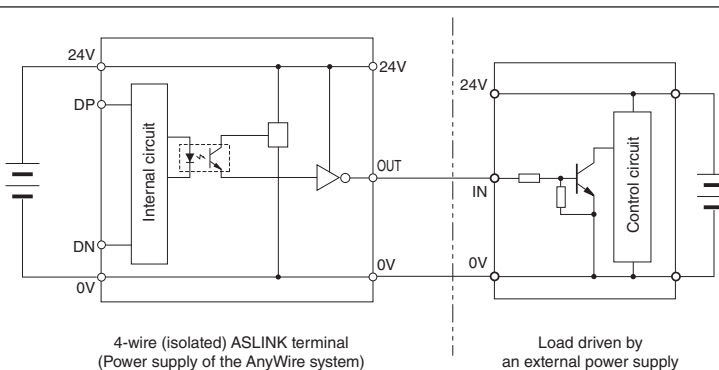 24V
24V
DP
Internal circuit
OUT
DN
0V
0V
24V
IN
Control circuit
0V
4-wire (isolated) ASLINK terminal
(Power supply of the AnyWire system)
Load driven by
an external power supply